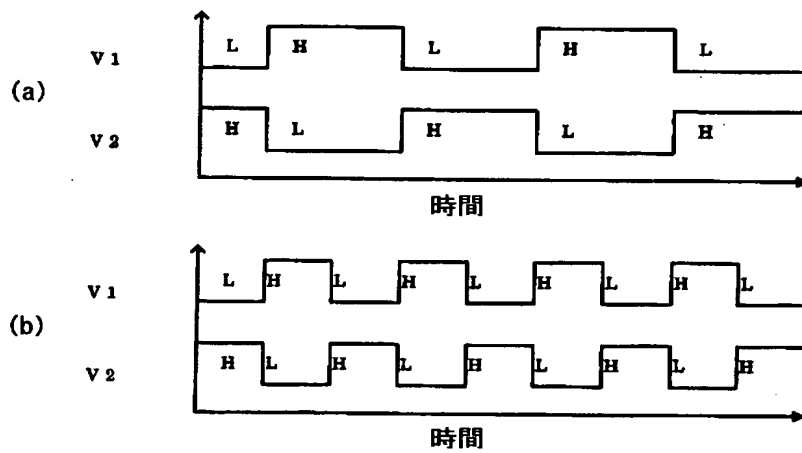 L H L H L
V1
(a)
H L H L H
V2
時間
L H L H L H L H L
V1
(b)
H L H L H L H L H
V2
時間